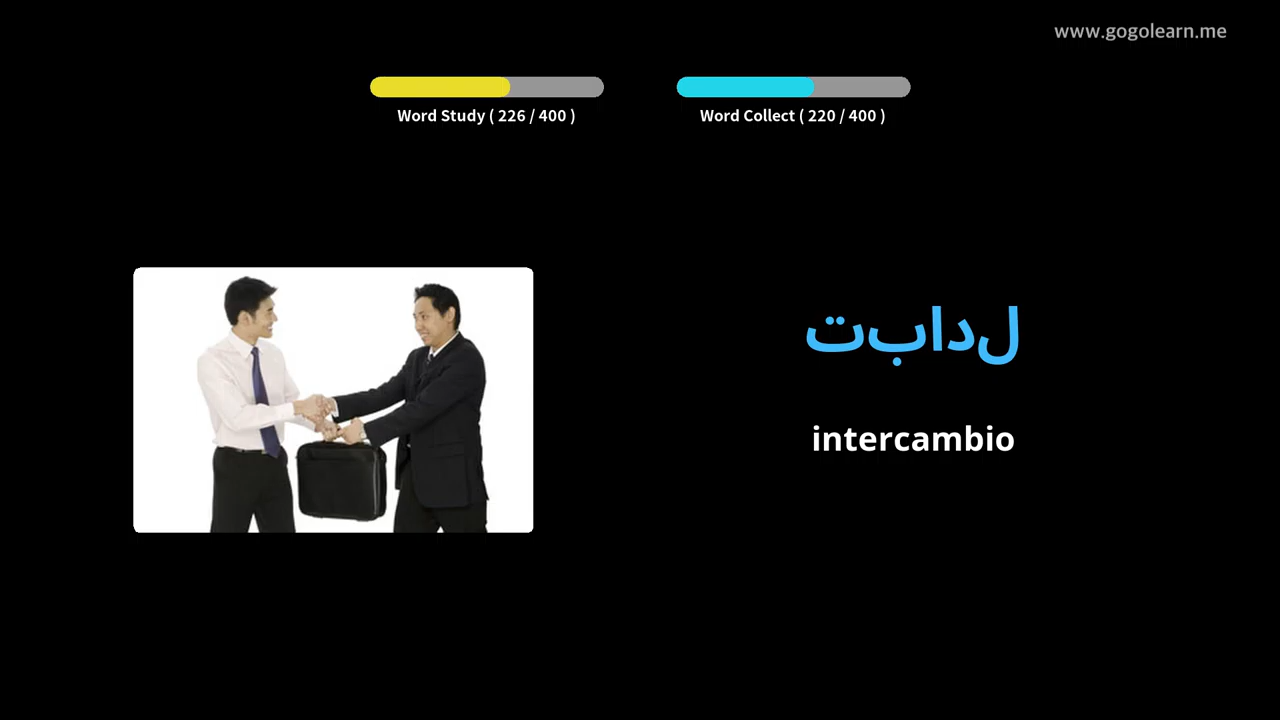 www.gogolearn.me
Word Study ( 226 / 400 )
Word Collect ( 220 / 400 )
تبادل
intercambio